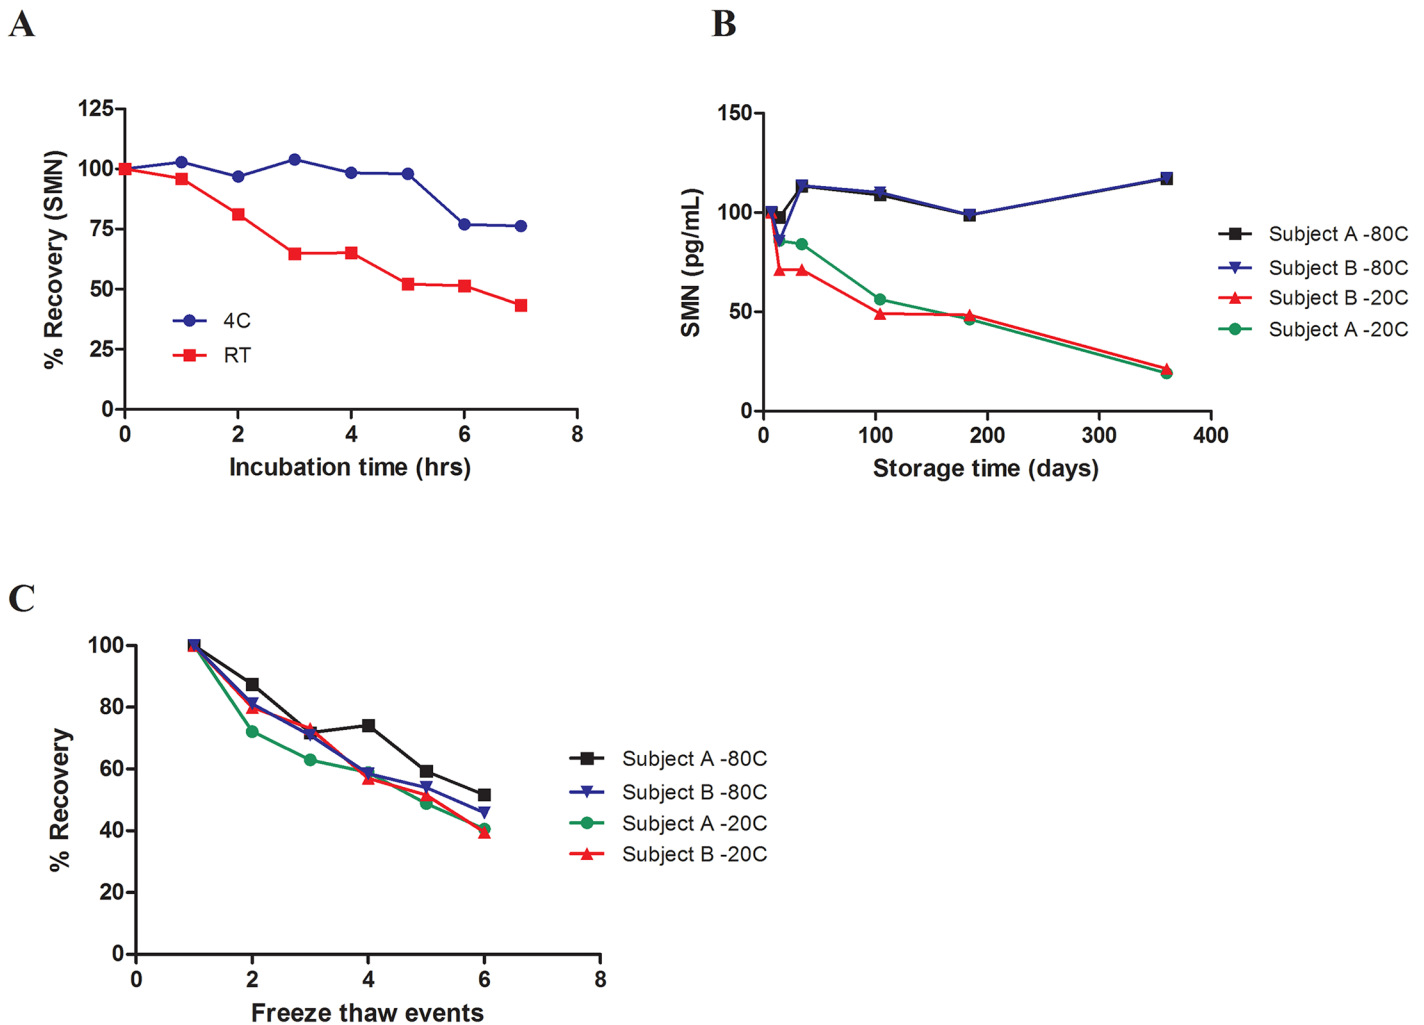 A
% Recovery (SMN)
125
100
75
50
25
0
4C
RT
0 2 4 6 8
Incubation time (hrs)
B
SMN (pg/mL)
150
100
50
0
0 100 200 300 400
Storage time (days)
Subject A -80C
Subject B -80C
Subject B -20C
Subject A -20C
C
% Recovery
100
80
60
40
20
0
0 2 4 6 8
Freeze thaw events
Subject A -80C
Subject B -80C
Subject A -20C
Subject B -20C